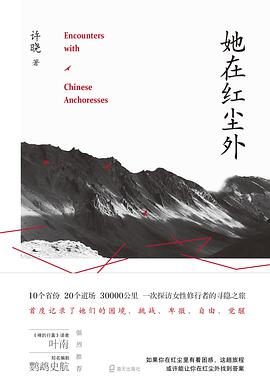 许晓 著
Encounters
with
Chinese
Anchoresses
她在红尘外
10个省份 20个道场 30000公里 一次探访女性修行者的寻隐之旅
首度记录了她们的困境、挑战、卑微、自由、觉醒
《裸的行囊》译者
叶南
知名编剧
鹦鹉史航
强烈推荐
如果你在红尘里有着困惑,这趟旅程
或许能让你在红尘外找到答案
海天出版社